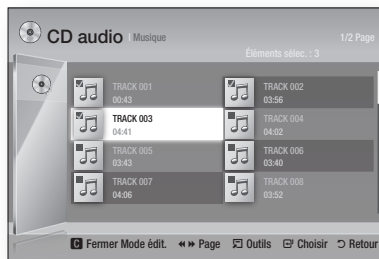 CD audio | Musique
1/2 Page
Éléments sélec. : 3
TRACK 001
00:43
TRACK 002
03:56
TRACK 003
04:41
TRACK 004
04:02
TRACK 005
03:43
TRACK 006
03:40
TRACK 007
04:06
TRACK 008
03:52
C Fermer Mode édit. Page Outils Choisir Retour